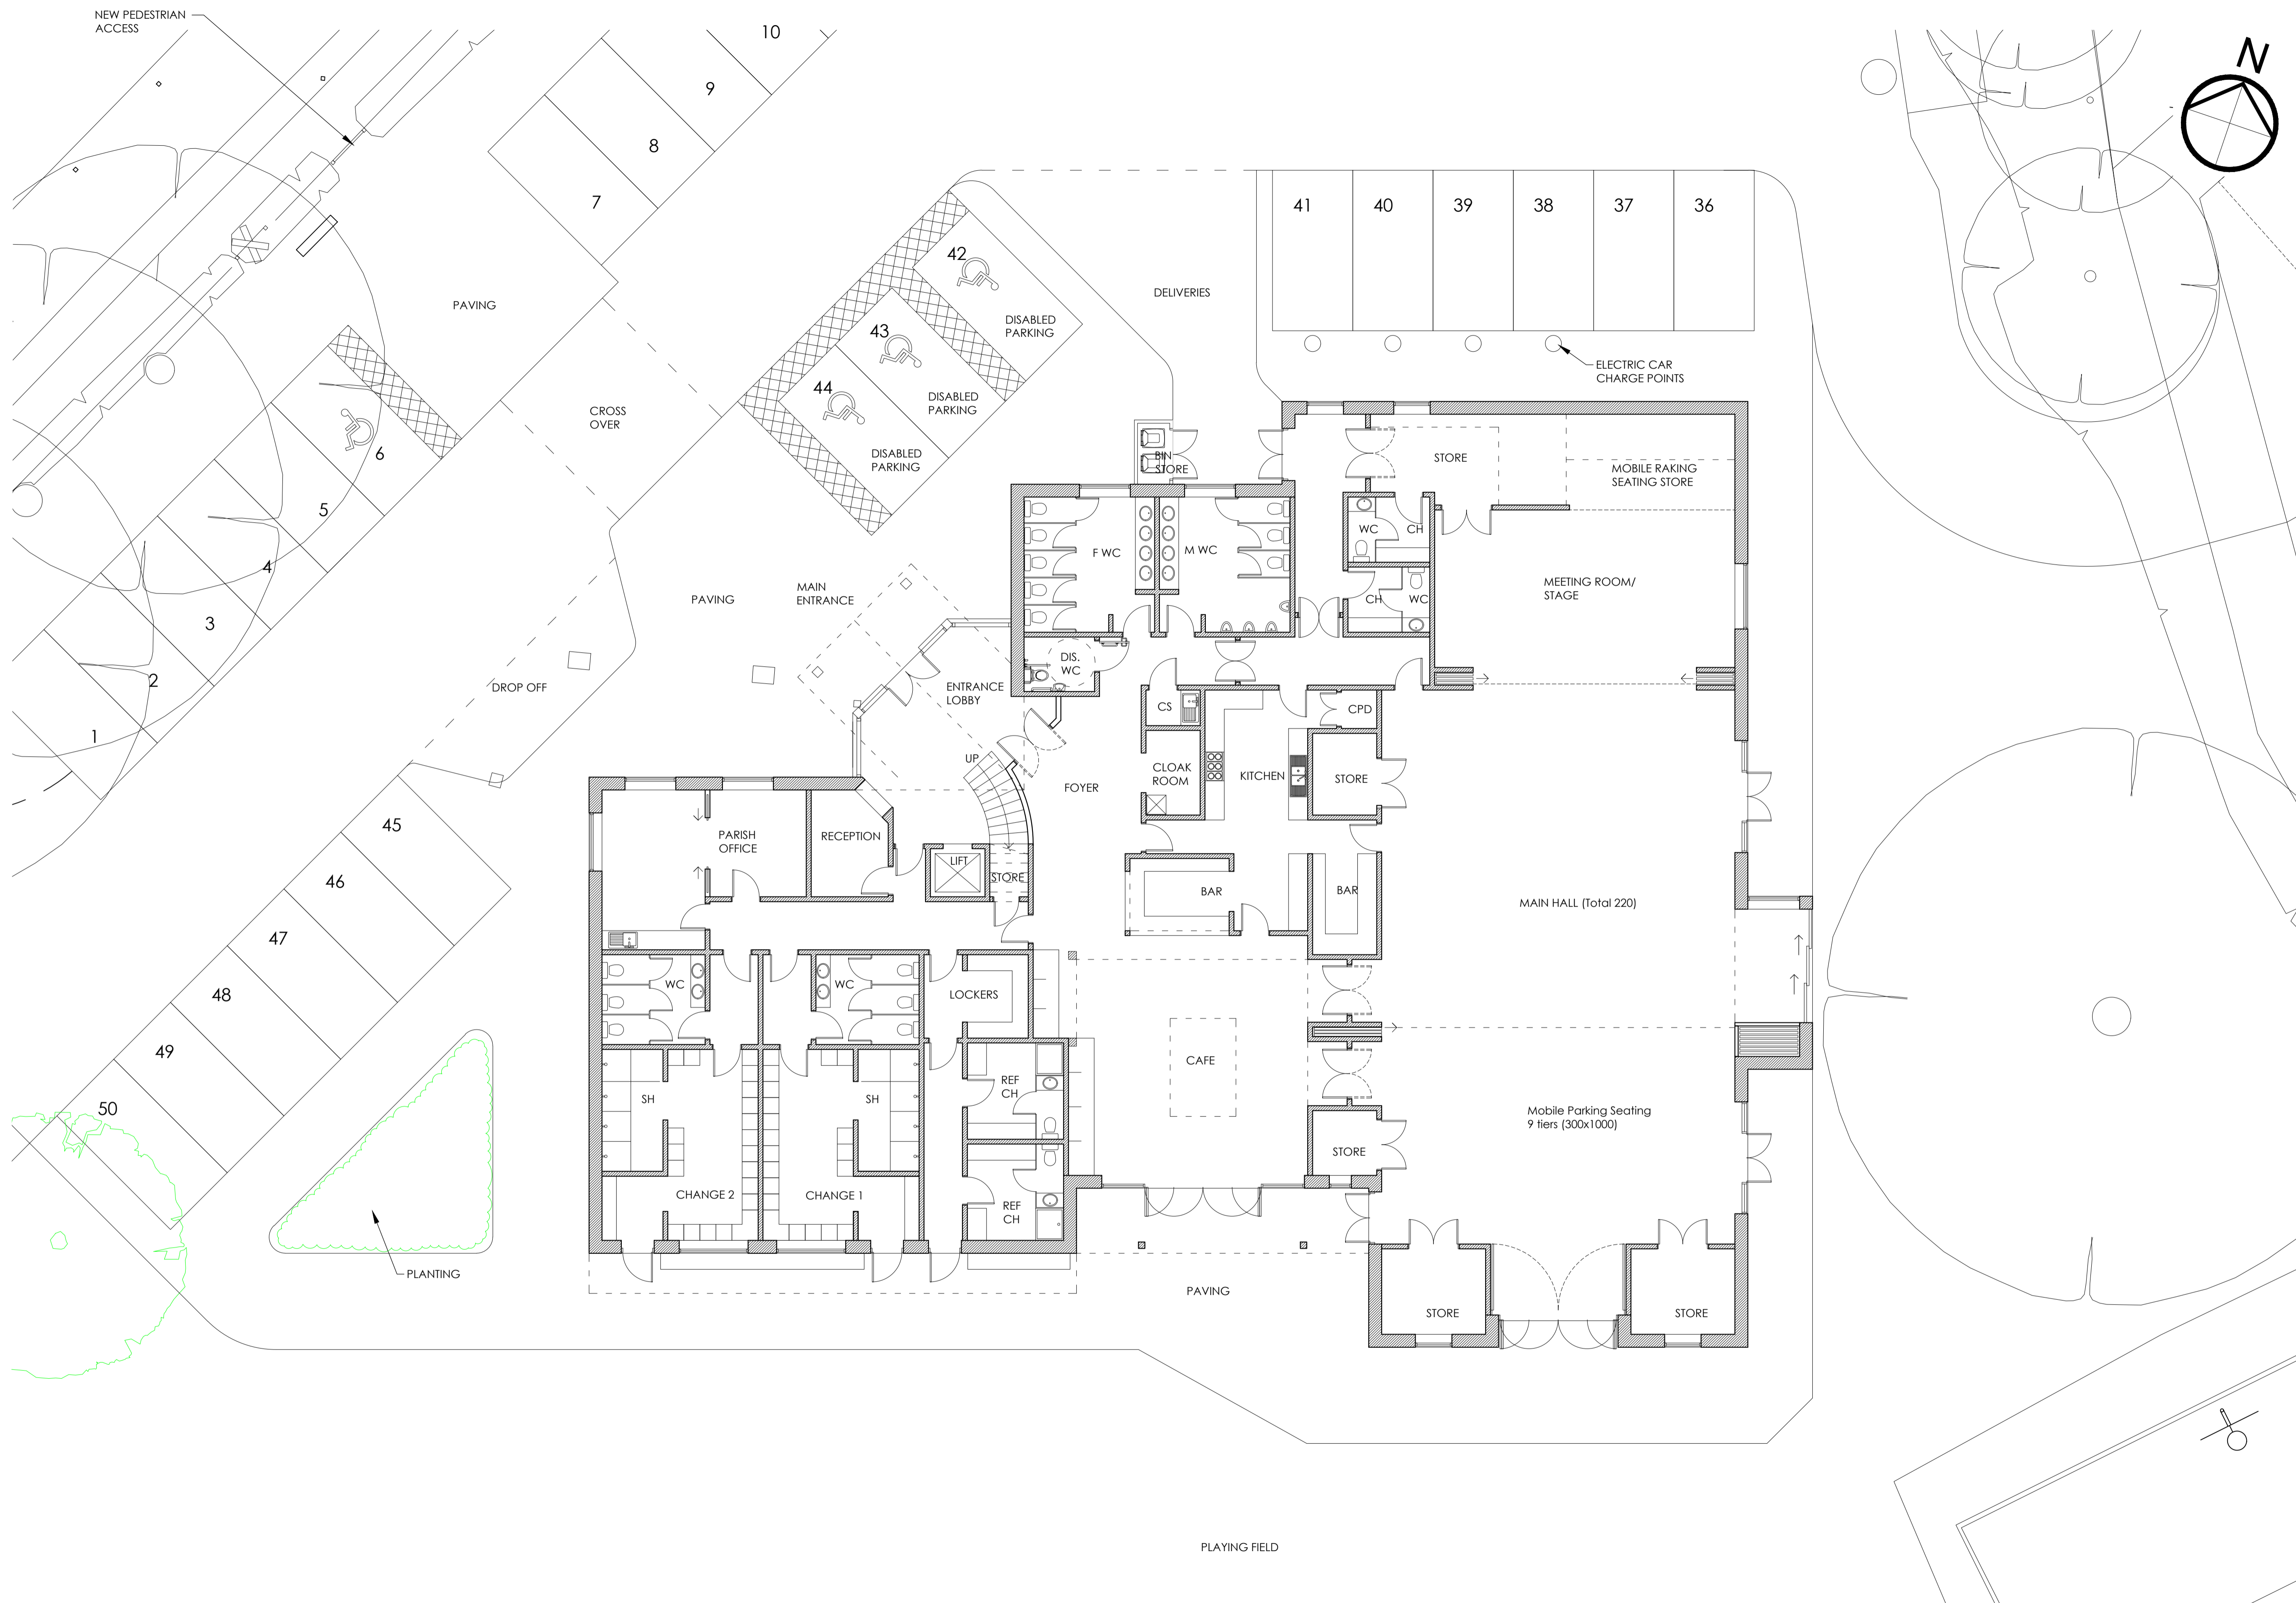 NEW PEDESTRIAN
ACCESS
10
9
8
7
N
41
40
39
38
37
36
42
43
44
DISABLED
PARKING
DISABLED
PARKING
DISABLED
PARKING
DELIVERIES
PAVING
ELECTRIC CAR
CHARGE POINTS
CROSS
OVER
6
5
4
3
2
1
BIN
STORE
STORE
MOBILE RAKING
SEATING STORE
F WC
M WC
WC
CH
CH
WC
MEETING ROOM/
STAGE
PAVING
MAIN
ENTRANCE
DROP OFF
ENTRANCE
LOBBY
DIS.
WC
CS
CPD
UP
FOYER
CLOAK
ROOM
KITCHEN
STORE
PARISH
OFFICE
RECEPTION
LIFT
STORE
BAR
BAR
MAIN HALL (Total 220)
45
46
47
48
49
50
WC
WC
LOCKERS
CAFE
REF
CH
SH
SH
Mobile Parking Seating
9 tiers (300x1000)
STORE
CHANGE 2
CHANGE 1
REF
CH
PLANTING
PAVING
STORE
STORE
PLAYING FIELD